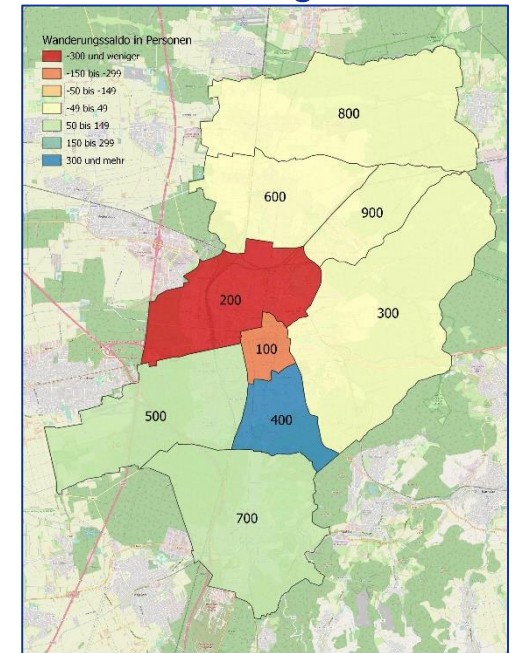 Wanderungssaldo in Personen
-300 und weniger
-150 bis -299
-50 bis -149
-49 bis 49
50 bis 149
150 bis 299
300 und mehr
800
600
900
200
300
100
500
400
700